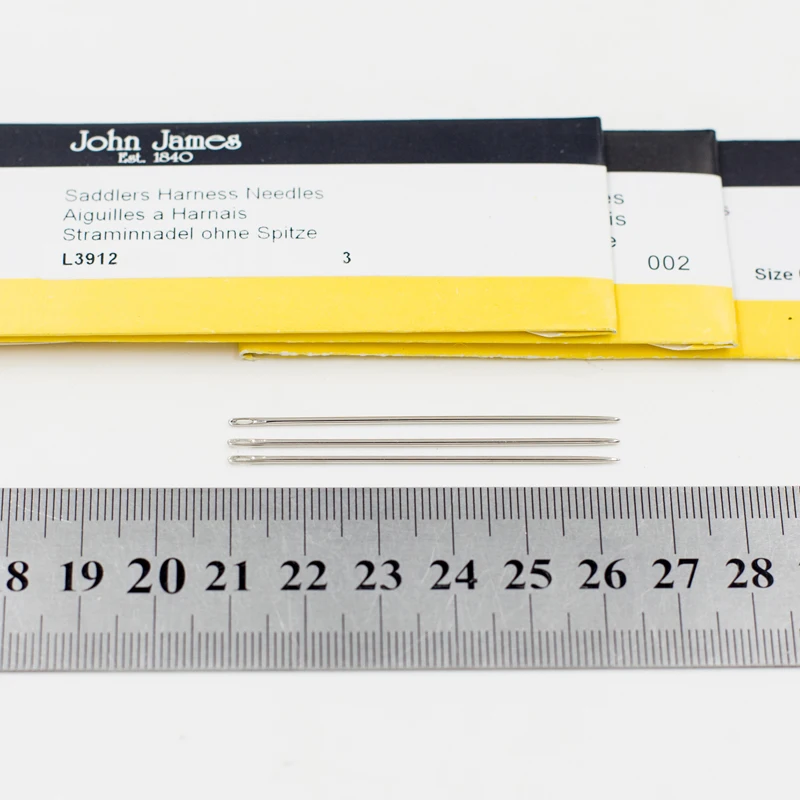 John James
Est. 1840
Saddlers Harness Needles
Aiguilles a Harnais
Straminnadel ohne Spitze
L3912 3
002
Size
19 20 21 22 23 24 25 26 27 28